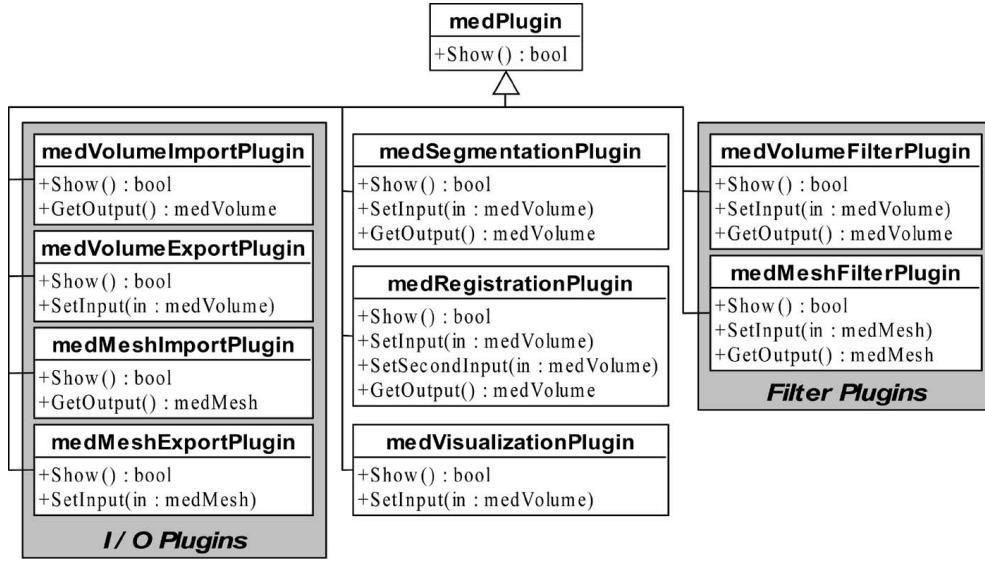 medPlugin
+Show() : bool
medVolumeImportPlugin
+Show() : bool
+GetOutput() : medVolume
medVolumeExportPlugin
+Show() : bool
+SetInput(in : medVolume)
medMeshImportPlugin
+Show() : bool
+GetOutput() : medMesh
medMeshExportPlugin
+Show() : bool
+SetInput(in : medMesh)
I / O Plugins
medSegmentationPlugin
+Show() : bool
+SetInput(in : medVolume)
+GetOutput() : medVolume
medRegistrationPlugin
+Show() : bool
+SetInput(in : medVolume)
+SetSecondInput(in : medVolume)
+GetOutput() : medVolume
medVisualizationPlugin
+Show() : bool
+SetInput(in : medVolume)
medVolumeFilterPlugin
+Show() : bool
+SetInput(in : medVolume)
+GetOutput() : medVolume
medMeshFilterPlugin
+Show() : bool
+SetInput(in : medMesh)
+GetOutput() : medMesh
Filter Plugins